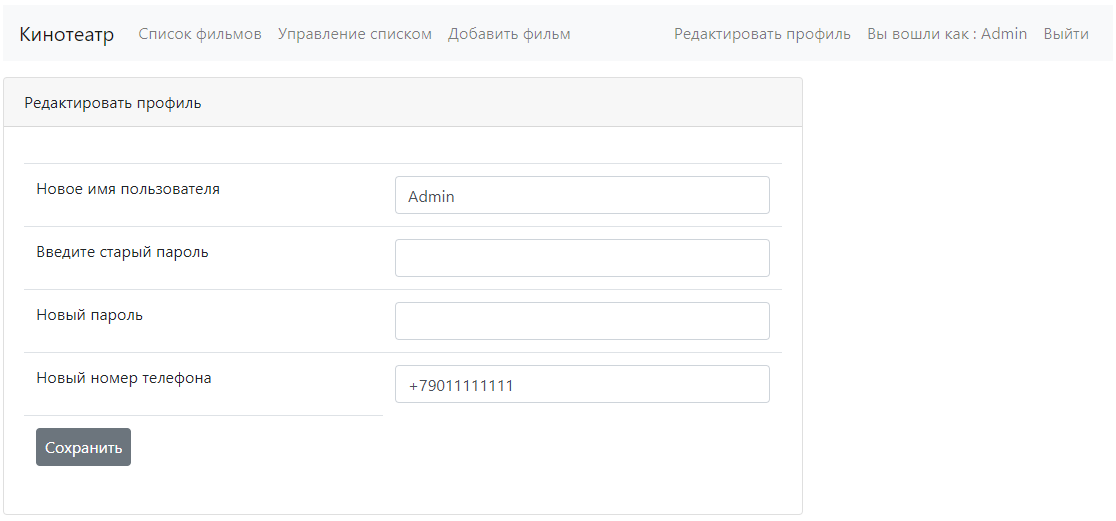 Кинотеатр Список фильмов Управление списком Добавить фильм Редактировать профиль Вы вошли как : Admin Выйти
Редактировать профиль
Новое имя пользователя Admin
Введите старый пароль
Новый пароль
Новый номер телефона +79011111111
Сохранить